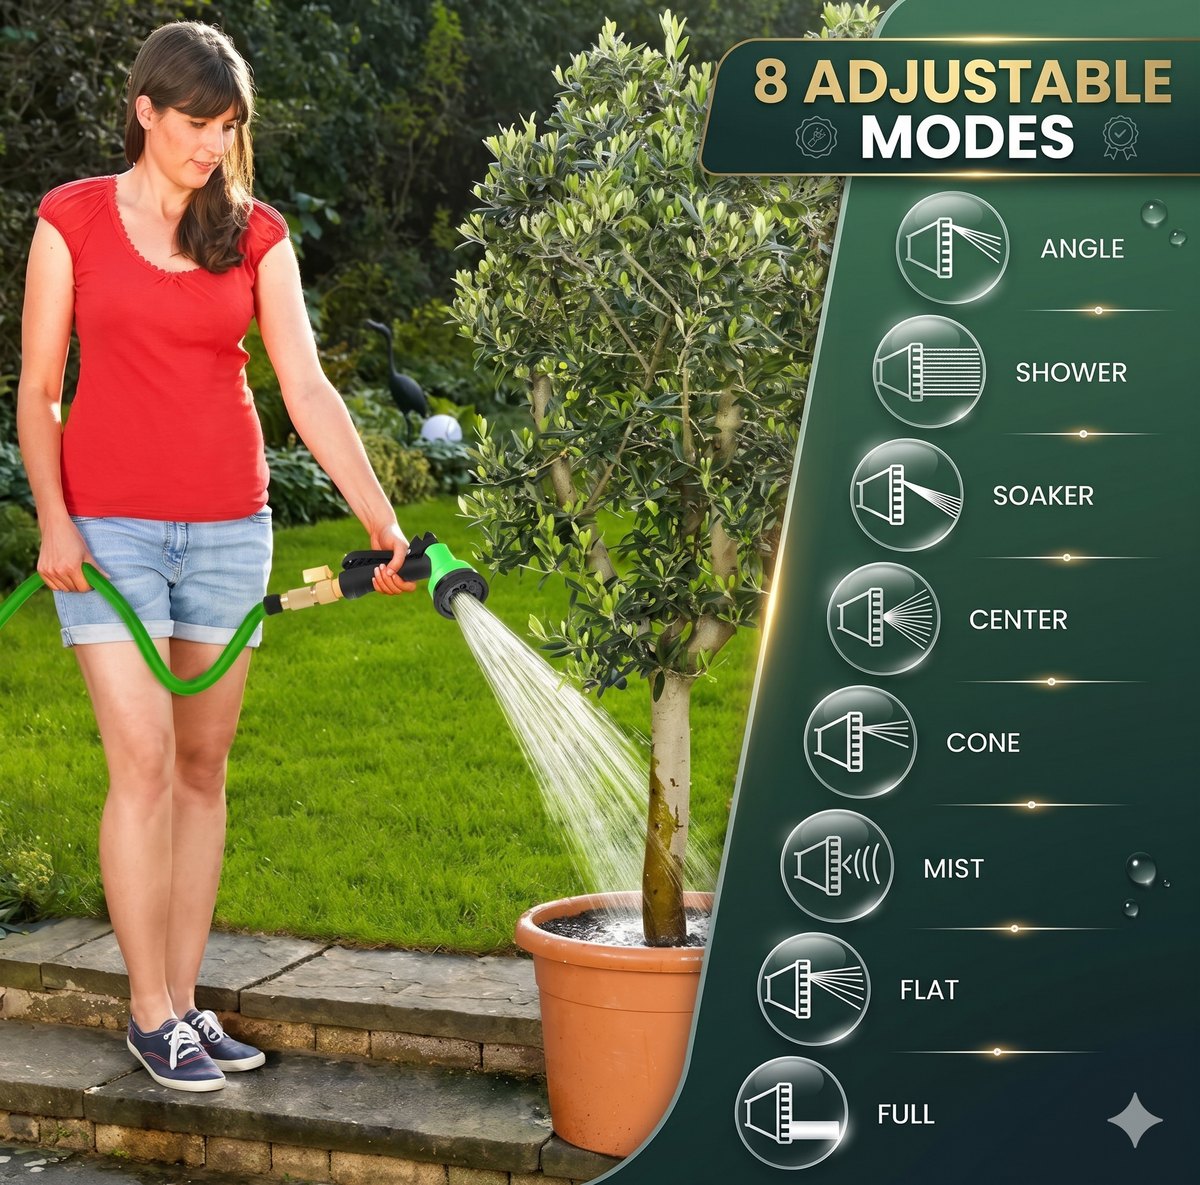 8 ADJUSTABLE
MODES
ANGLE
SHOWER
SOAKER
CENTER
CONE
MIST
FLAT
FULL